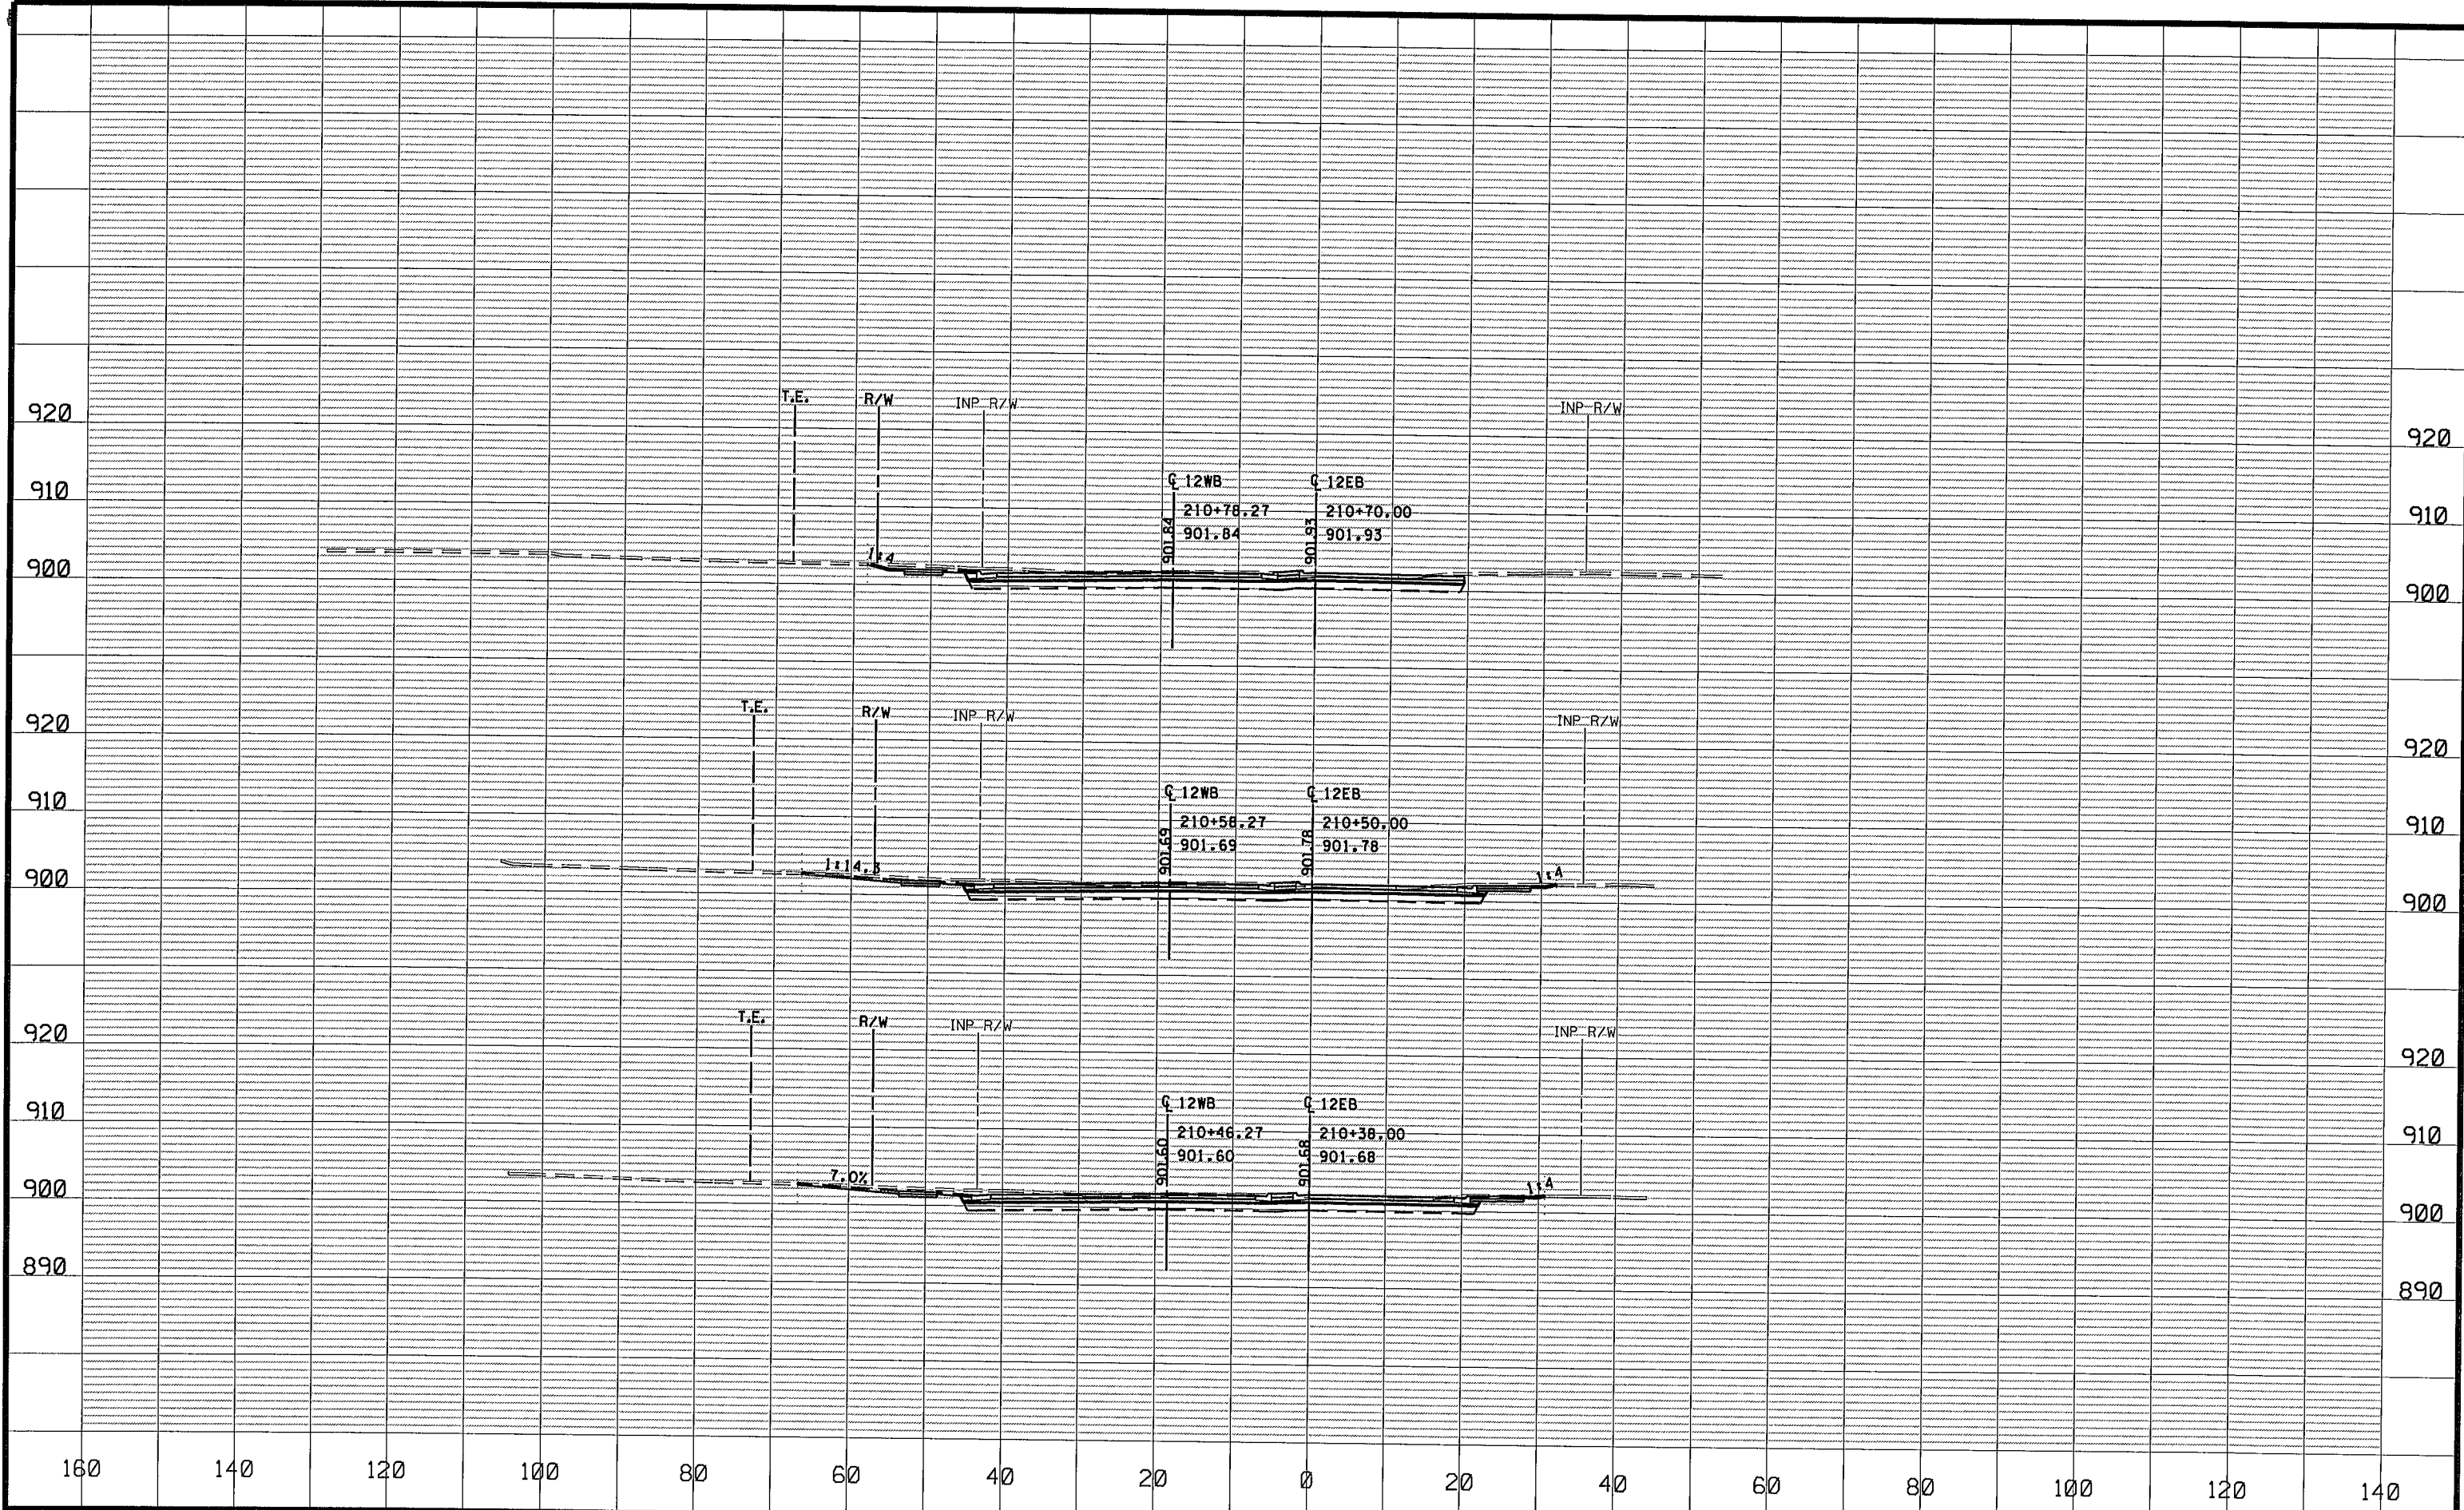 T.E. R/W INP R/W INP R/W
920 920
℄ 12WB ℄ 12EB
910 210+78.27 210+70.00 910
901.84 901.84 901.93 901.93
1:4
900 900
T.E. R/W INP R/W INP R/W
920 920
℄ 12WB ℄ 12EB
910 210+58.27 210+50.00 910
901.69 901.69 901.78 901.78
1:14.3 1:4
900 900
T.E. R/W INP R/W INP R/W
920 920
℄ 12WB ℄ 12EB
910 210+46.27 210+38.00 910
901.60 901.60 901.68 901.68
7.0% 1:4
900 900
890 890
160 140 120 100 80 60 40 20 0 20 40 60 80 100 120 140